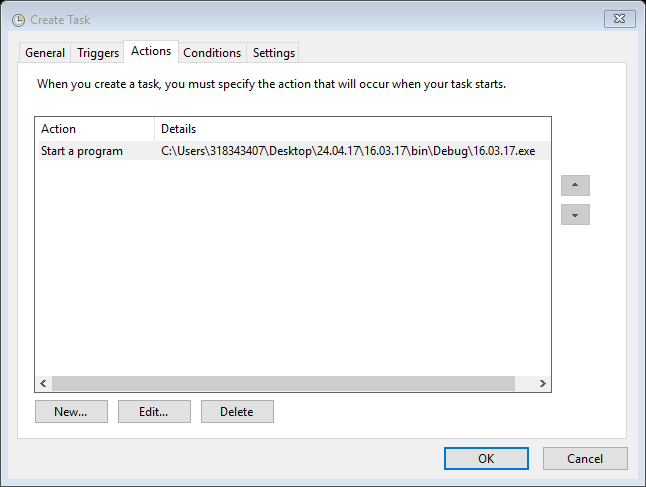 Create Task
General Triggers Actions Conditions Settings
When you create a task, you must specify the action that will occur when your task starts.
Action Details
Start a program C:\Users\318343407\Desktop\24.04.17\16.03.17\bin\Debug\16.03.17.exe
New... Edit... Delete
OK Cancel